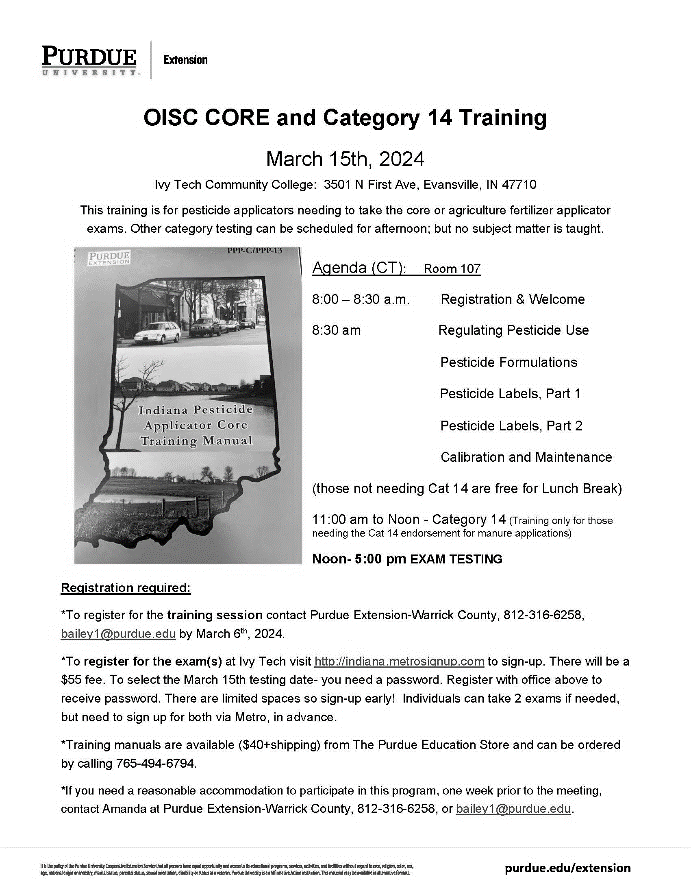 PURDUE
UNIVERSITY.
Extension
OISC CORE and Category 14 Training
March 15th, 2024
Ivy Tech Community College: 3501 N First Ave, Evansville, IN 47710
This training is for pesticide applicators needing to take the core or agriculture fertilizer applicator
exams. Other category testing can be scheduled for afternoon; but no subject matter is taught.
PURDUE
EXTENSION
PPP-C/PPP-13
Indiana Pesticide
Applicator Core
Training Manual
Agenda (CT): Room 107
8:00 – 8:30 a.m. Registration & Welcome
8:30 am Regulating Pesticide Use
Pesticide Formulations
Pesticide Labels, Part 1
Pesticide Labels, Part 2
Calibration and Maintenance
(those not needing Cat 14 are free for Lunch Break)
11:00 am to Noon - Category 14 (Training only for those
needing the Cat 14 endorsement for manure applications)
Noon- 5:00 pm EXAM TESTING
Registration required:
*To register for the training session contact Purdue Extension-Warrick County, 812-316-6258,
bailey1@purdue.edu by March 6th, 2024.
*To register for the exam(s) at Ivy Tech visit http://indiana.metrosignup.com to sign-up. There will be a
$55 fee. To select the March 15th testing date- you need a password. Register with office above to
receive password. There are limited spaces so sign-up early! Individuals can take 2 exams if needed,
but need to sign up for both via Metro, in advance.
*Training manuals are available ($40+shipping) from The Purdue Education Store and can be ordered
by calling 765-494-6794.
*If you need a reasonable accommodation to participate in this program, one week prior to the meeting,
contact Amanda at Purdue Extension-Warrick County, 812-316-6258, or bailey1@purdue.edu.
purdue.edu/extension